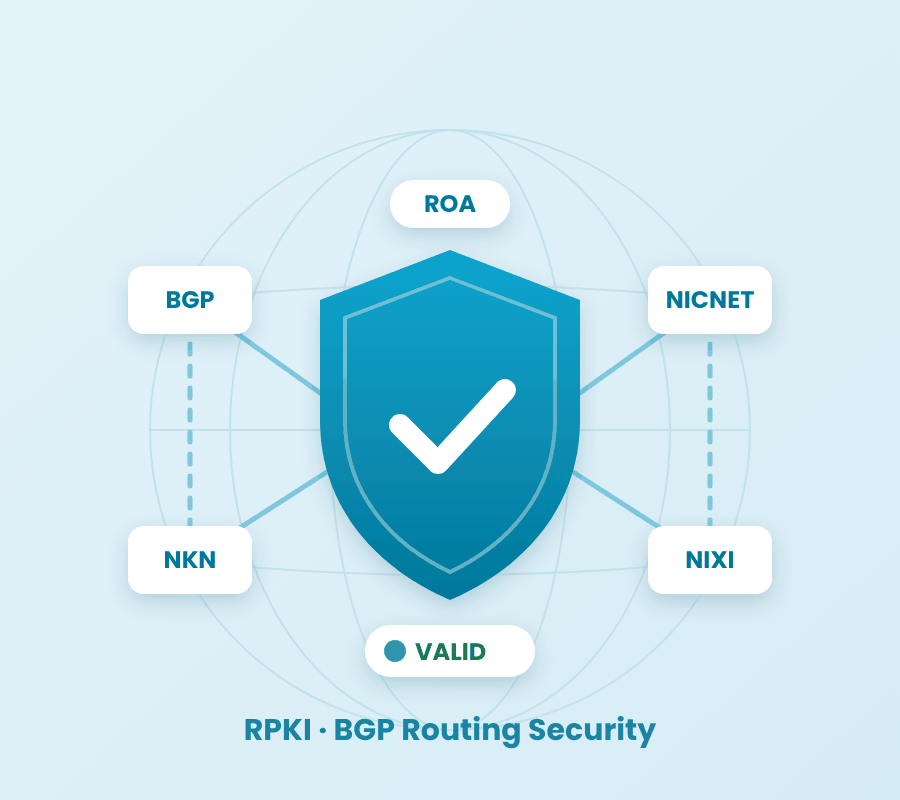 ROA
BGP
NICNET
NKN
NIXI
VALID
RPKI · BGP Routing Security